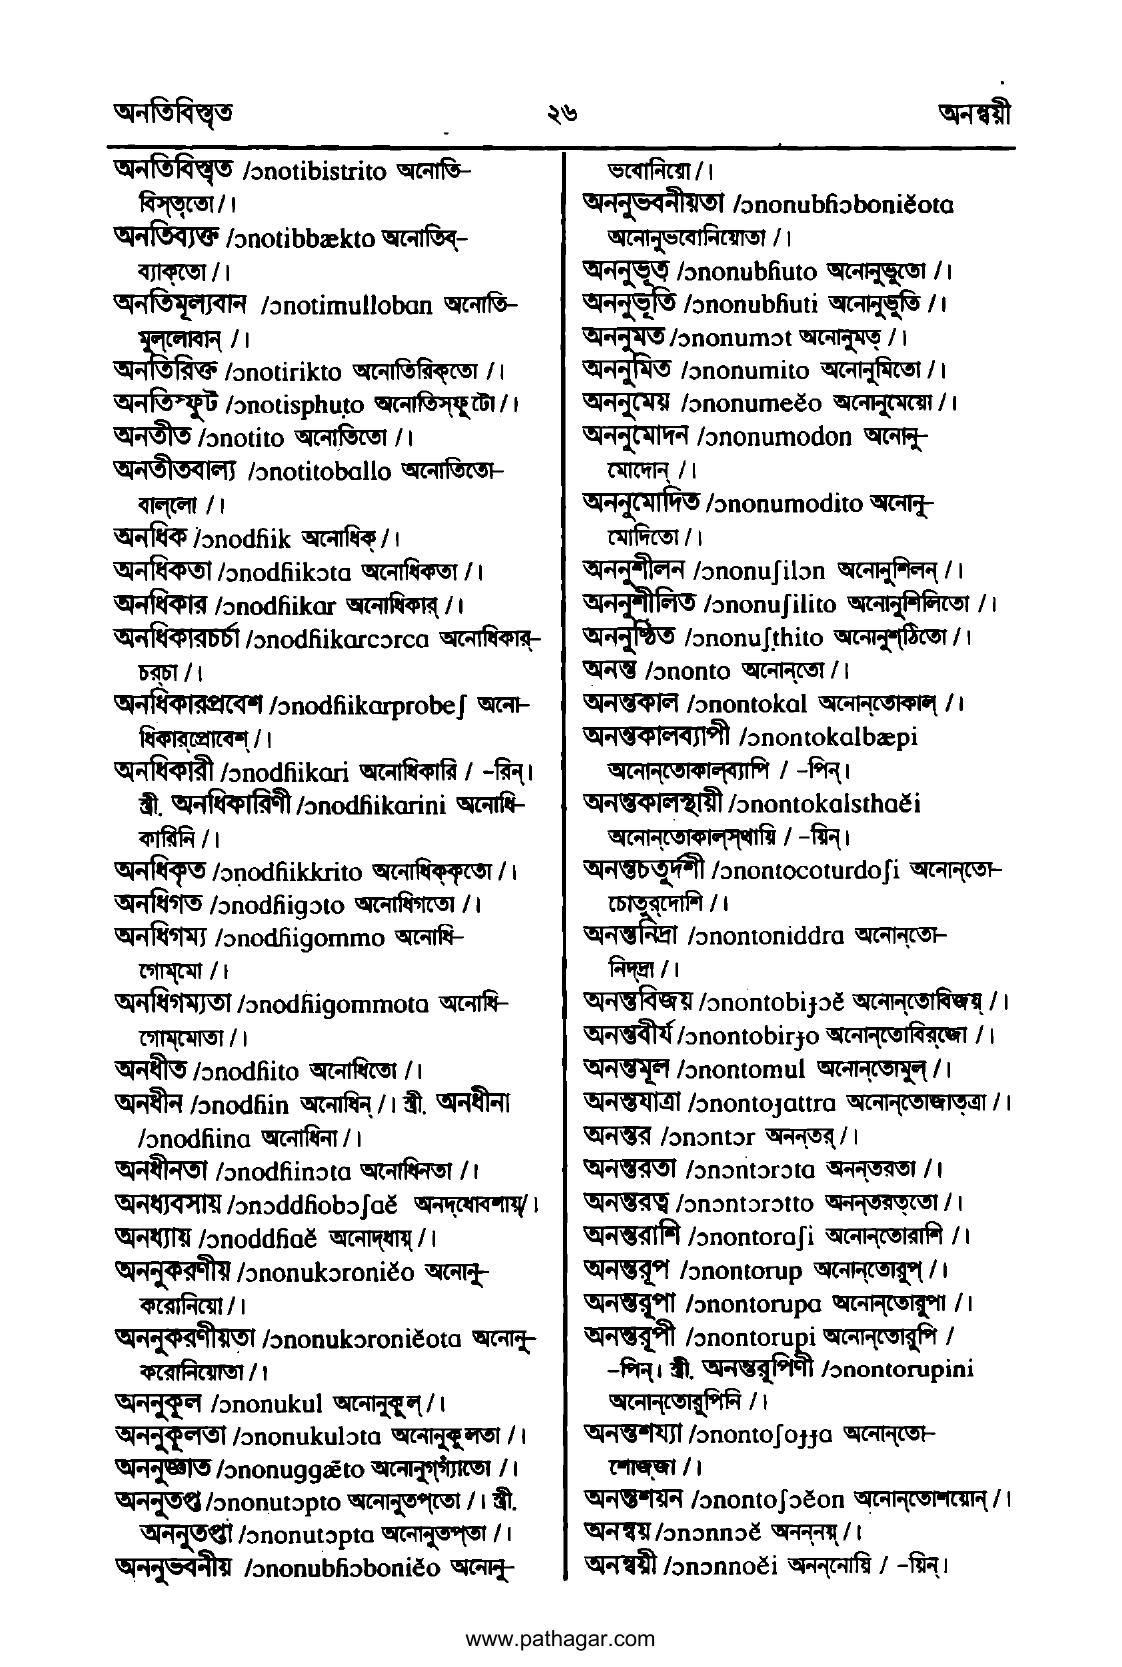 অনতিবিস্তৃত ২৬ অনন্বয়ী
অনতিবিস্তৃত /ɔnotibistrito অনোতি–
বিস্তৃতো/।
অনতিব্যক্ত /ɔnotibbækto অনোতিব্–
ব্যাক্‌তো /।
অনতিমূল্যবান /ɔnotimulloban অনোতি–
মুল্‌লোবান্ /।
অনতিরিক্ত /ɔnotirikto অনোতিরিক্‌তো /।
অনতিস্ফুট /ɔnotisphuṭo অনোতিস্‌ফুটো/।
অনতীত /ɔnotito অনোতিতো /।
অনতীতবাল্য /ɔnotitoballo অনোতিতো–
বাল্‌লো /।
অনধিক /ɔnodɦik অনোধিক্ /।
অনধিকতা /ɔnodɦikɔta অনোধিকতা /।
অনধিকার /ɔnodɦikar অনোধিকার্ /।
অনধিকারচর্চা /ɔnodɦikarcɔrca অনোধিকার্–
চর্‌চা /।
অনধিকারপ্রবেশ /ɔnodɦikarprobeʃ অনো–
ধিকার্‌প্রোবেশ্ /।
অনধিকারী /ɔnodɦikari অনোধিকারি / -রিন্।
স্ত্রী. অনধিকারিণী /ɔnodɦikarini অনোধি–
কারিনি /।
অনধিকৃত /ɔnodɦikkrito অনোধিক্‌কৃতো /।
অনধিগত /ɔnodɦigɔto অনোধিগতো /।
অনধিগম্য /ɔnodɦigommo অনোধি–
গোম্‌মো /।
অনধিগম্যতা /ɔnodɦigommota অনোধি–
গোম্‌মোতা /।
অনধীত /ɔnodɦito অনোধিতো /।
অনধীন /ɔnodɦin অনোধিন্ /। স্ত্রী. অনধীনা
/ɔnodɦina অনোধিনা /।
অনধীনতা /ɔnodɦinɔta অনোধিনতা /।
অনধ্যবসায় /ɔnɔddɦobɔʃaĕ অনদ্‌ধোবশায়্/।
অনধ্যায় /ɔnoddɦaĕ অনোদ্‌ধায়্ /।
অননুকরণীয় /ɔnonukɔroniĕo অনোনু–
করোনিয়ো /।
অননুকরণীয়তা /ɔnonukɔroniĕota অনোনু–
করোনিয়োতা /।
অননুকূল /ɔnonukul অনোনুকুল্ /।
অননুকূলতা /ɔnonukulɔta অনোনুকুলতা /।
অননুজ্ঞাত /ɔnonuggæ̃to অনোনুগ্‌গ্যাঁতো /।
অননুতপ্ত /ɔnonutɔpto অনোনুতপ্‌তো /। স্ত্রী.
অননুতপ্তা /ɔnonutɔpta অনোনুতপ্‌তা /।
অননুভবনীয় /ɔnonubɦɔboniĕo অনোনু–
ভবোনিয়ো /।
অননুভবনীয়তা /ɔnonubɦɔboniĕota
অনোনুভবোনিয়োতা /।
অননুভূত /ɔnonubɦuto অনোনুভুতো /।
অননুভূতি /ɔnonubɦuti অনোনুভুতি /।
অননুমত /ɔnonumɔt অনোনুমত্ /।
অননুমিত /ɔnonumito অনোনুমিতো /।
অননুমেয় /ɔnonumeĕo অনোনুমেয়ো /।
অননুমোদন /ɔnonumodon অনোনু–
মোদোন্ /।
অননুমোদিত /ɔnonumodito অনোনু–
মোদিতো /।
অননুশীলন /ɔnonuʃilɔn অনোনুশিলন্ /।
অননুশীলিত /ɔnonuʃilito অনোনুশিলিতো /।
অননুষ্ঠিত /ɔnonuʃṭhito অনোনুশ্‌ঠিতো /।
অনন্ত /ɔnonto অনোন্‌তো /।
অনন্তকাল /ɔnontokal অনোন্‌তোকাল্ /।
অনন্তকালব্যাপী /ɔnontokalbæpi
অনোন্‌তোকাল্‌ব্যাপি / -পিন্।
অনন্তকালস্থায়ী /ɔnontokalsthaĕi
অনোন্‌তোকাল্‌স্থায়ি / -য়িন্।
অনন্তচতুর্দশী /ɔnontocoturdoʃi অনোন্‌তো–
চোতুর্‌দোশি /।
অনন্তনিদ্রা /ɔnontoniddra অনোন্‌তো–
নিদ্‌দ্রা /।
অনন্তবিজয় /ɔnontobiɟɔĕ অনোন্‌তোবিজয়্ /।
অনন্তবীর্য /ɔnontobirɟo অনোন্‌তোবির্‌জো /।
অনন্তমূল /ɔnontomul অনোন্‌তোমুল্ /।
অনন্তযাত্রা /ɔnontoɟattra অনোন্‌তোজাত্‌ত্রা /।
অনন্তর /ɔnɔntɔr অনন্‌তর্ /।
অনন্তরতা /ɔnɔntɔrɔta অনন্‌তরতা /।
অনন্তরত্ব /ɔnɔntɔrɔtto অনন্‌তরত্‌তো /।
অনন্তরাশি /ɔnontoraʃi অনোন্‌তোরাশি /।
অনন্তরূপ /ɔnontorup অনোন্‌তোরুপ্ /।
অনন্তরূপা /ɔnontorupa অনোন্‌তোরুপা /।
অনন্তরূপী /ɔnontorupi অনোন্‌তোরুপি /
-পিন্। স্ত্রী. অনন্তরূপিণী /ɔnontorupini
অনোন্‌তোরুপিনি /।
অনন্তশয্যা /ɔnontoʃoɟɟa অনোন্‌তো–
শোজ্‌জা /।
অনন্তশয়ন /ɔnontoʃɔĕon অনোন্‌তোশয়োন্ /।
অনন্বয় /ɔnɔnnɔĕ অনন্‌নয়্ /।
অনন্বয়ী /ɔnɔnnoĕi অনন্‌নোয়ি / -য়িন্।
www.pathagar.com